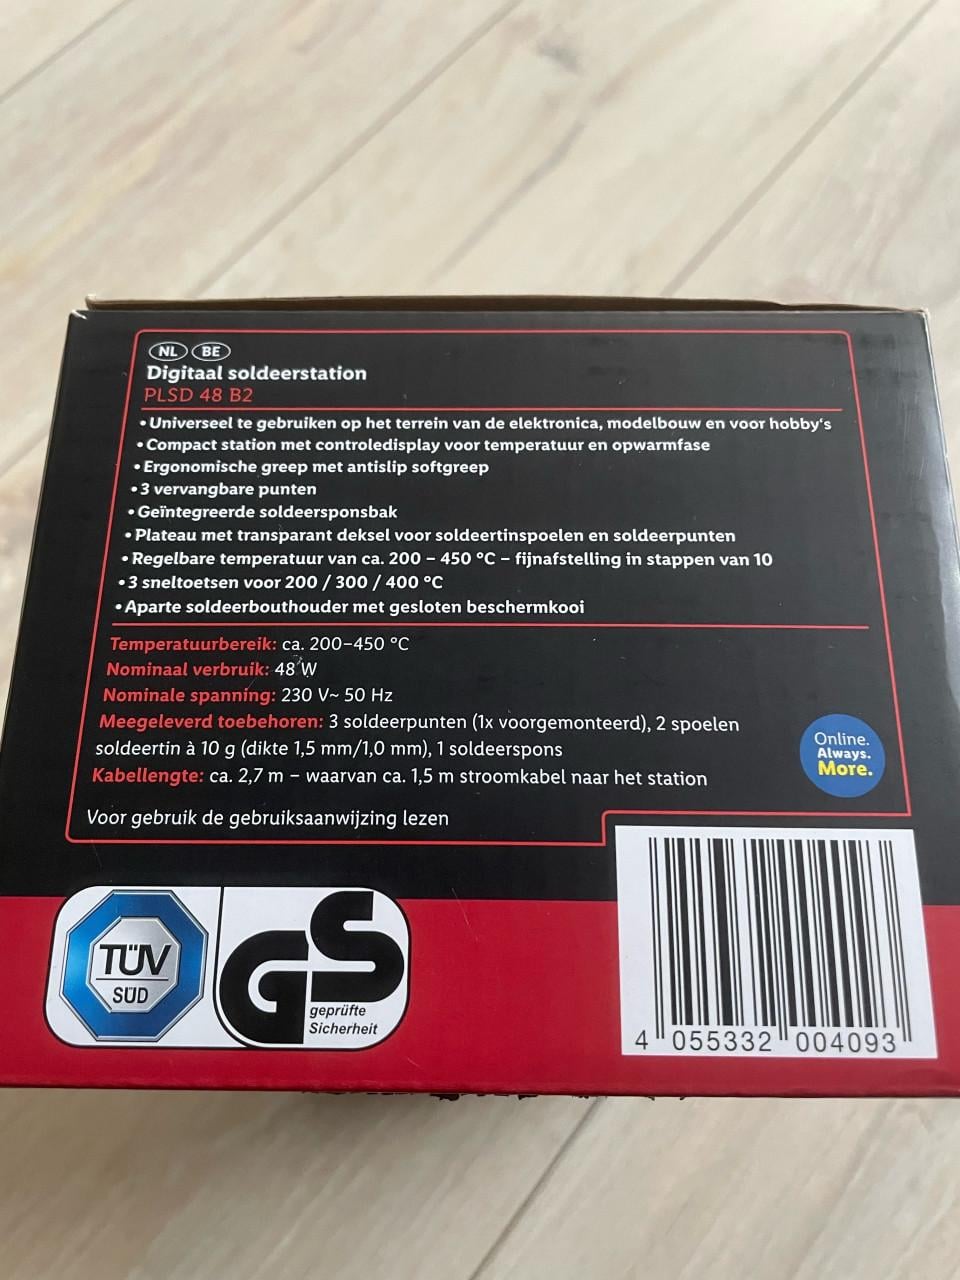 NL BE
Digitaal soldeerstation
PLSD 48 B2
• Universeel te gebruiken op het terrein van de elektronica, modelbouw en voor hobby's
• Compact station met controledisplay voor temperatuur en opwarmfase
• Ergonomische greep met antislip softgreep
• 3 vervangbare punten
• Geïntegreerde soldeersponsbak
• Plateau met transparant deksel voor soldeertinspoelen en soldeerpunten
• Regelbare temperatuur van ca. 200 – 450 °C – fijnafstelling in stappen van 10
• 3 sneltoetsen voor 200 / 300 / 400 °C
• Aparte soldeerbouthouder met gesloten beschermkooi
Temperatuurbereik: ca. 200–450 °C
Nominaal verbruik: 48 W
Nominale spanning: 230 V~ 50 Hz
Meegeleverd toebehoren: 3 soldeerpunten (1x voorgemonteerd), 2 spoelen
soldeertin à 10 g (dikte 1,5 mm/1,0 mm), 1 soldeerspons
Kabellengte: ca. 2,7 m – waarvan ca. 1,5 m stroomkabel naar het station
Voor gebruik de gebruiksaanwijzing lezen
Online.
Always.
More.
TÜV
SÜD
GS
geprüfte
Sicherheit
4 055332 004093